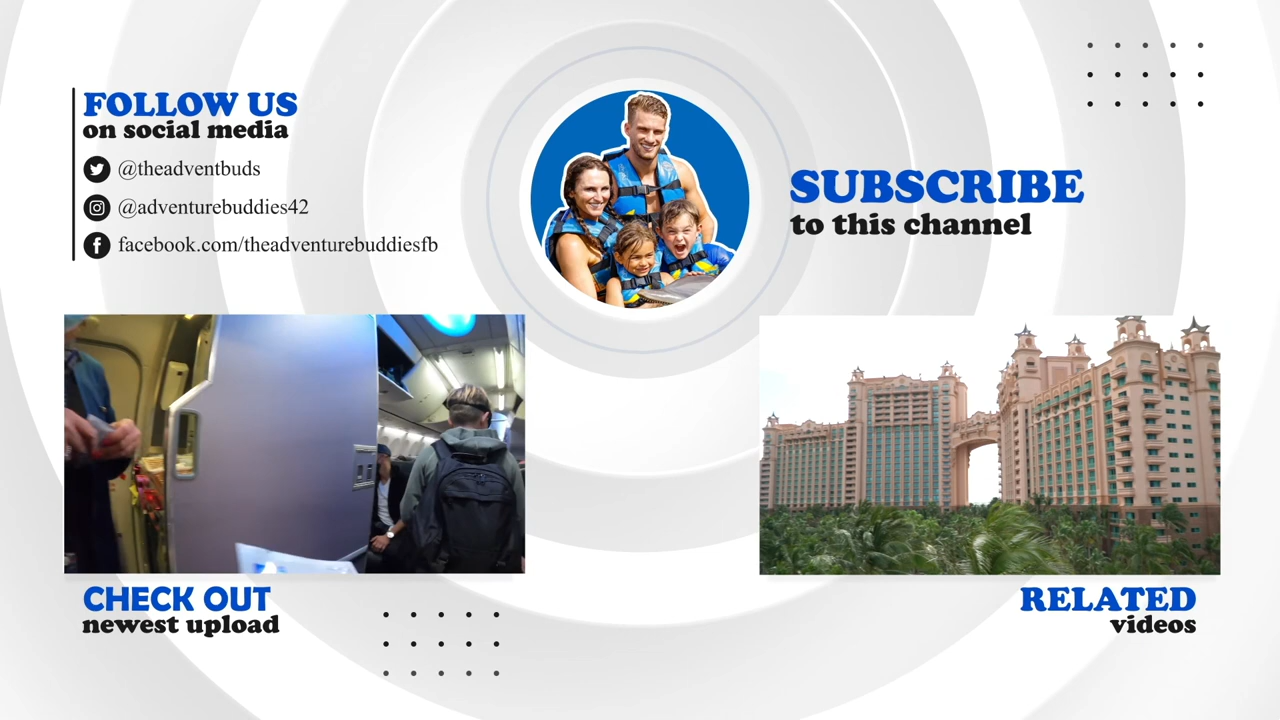 FOLLOW US
on social media
@theadventbuds
@adventurebuddies42
facebook.com/theadventurebuddiesfb
SUBSCRIBE
to this channel
CHECK OUT
newest upload
RELATED
videos